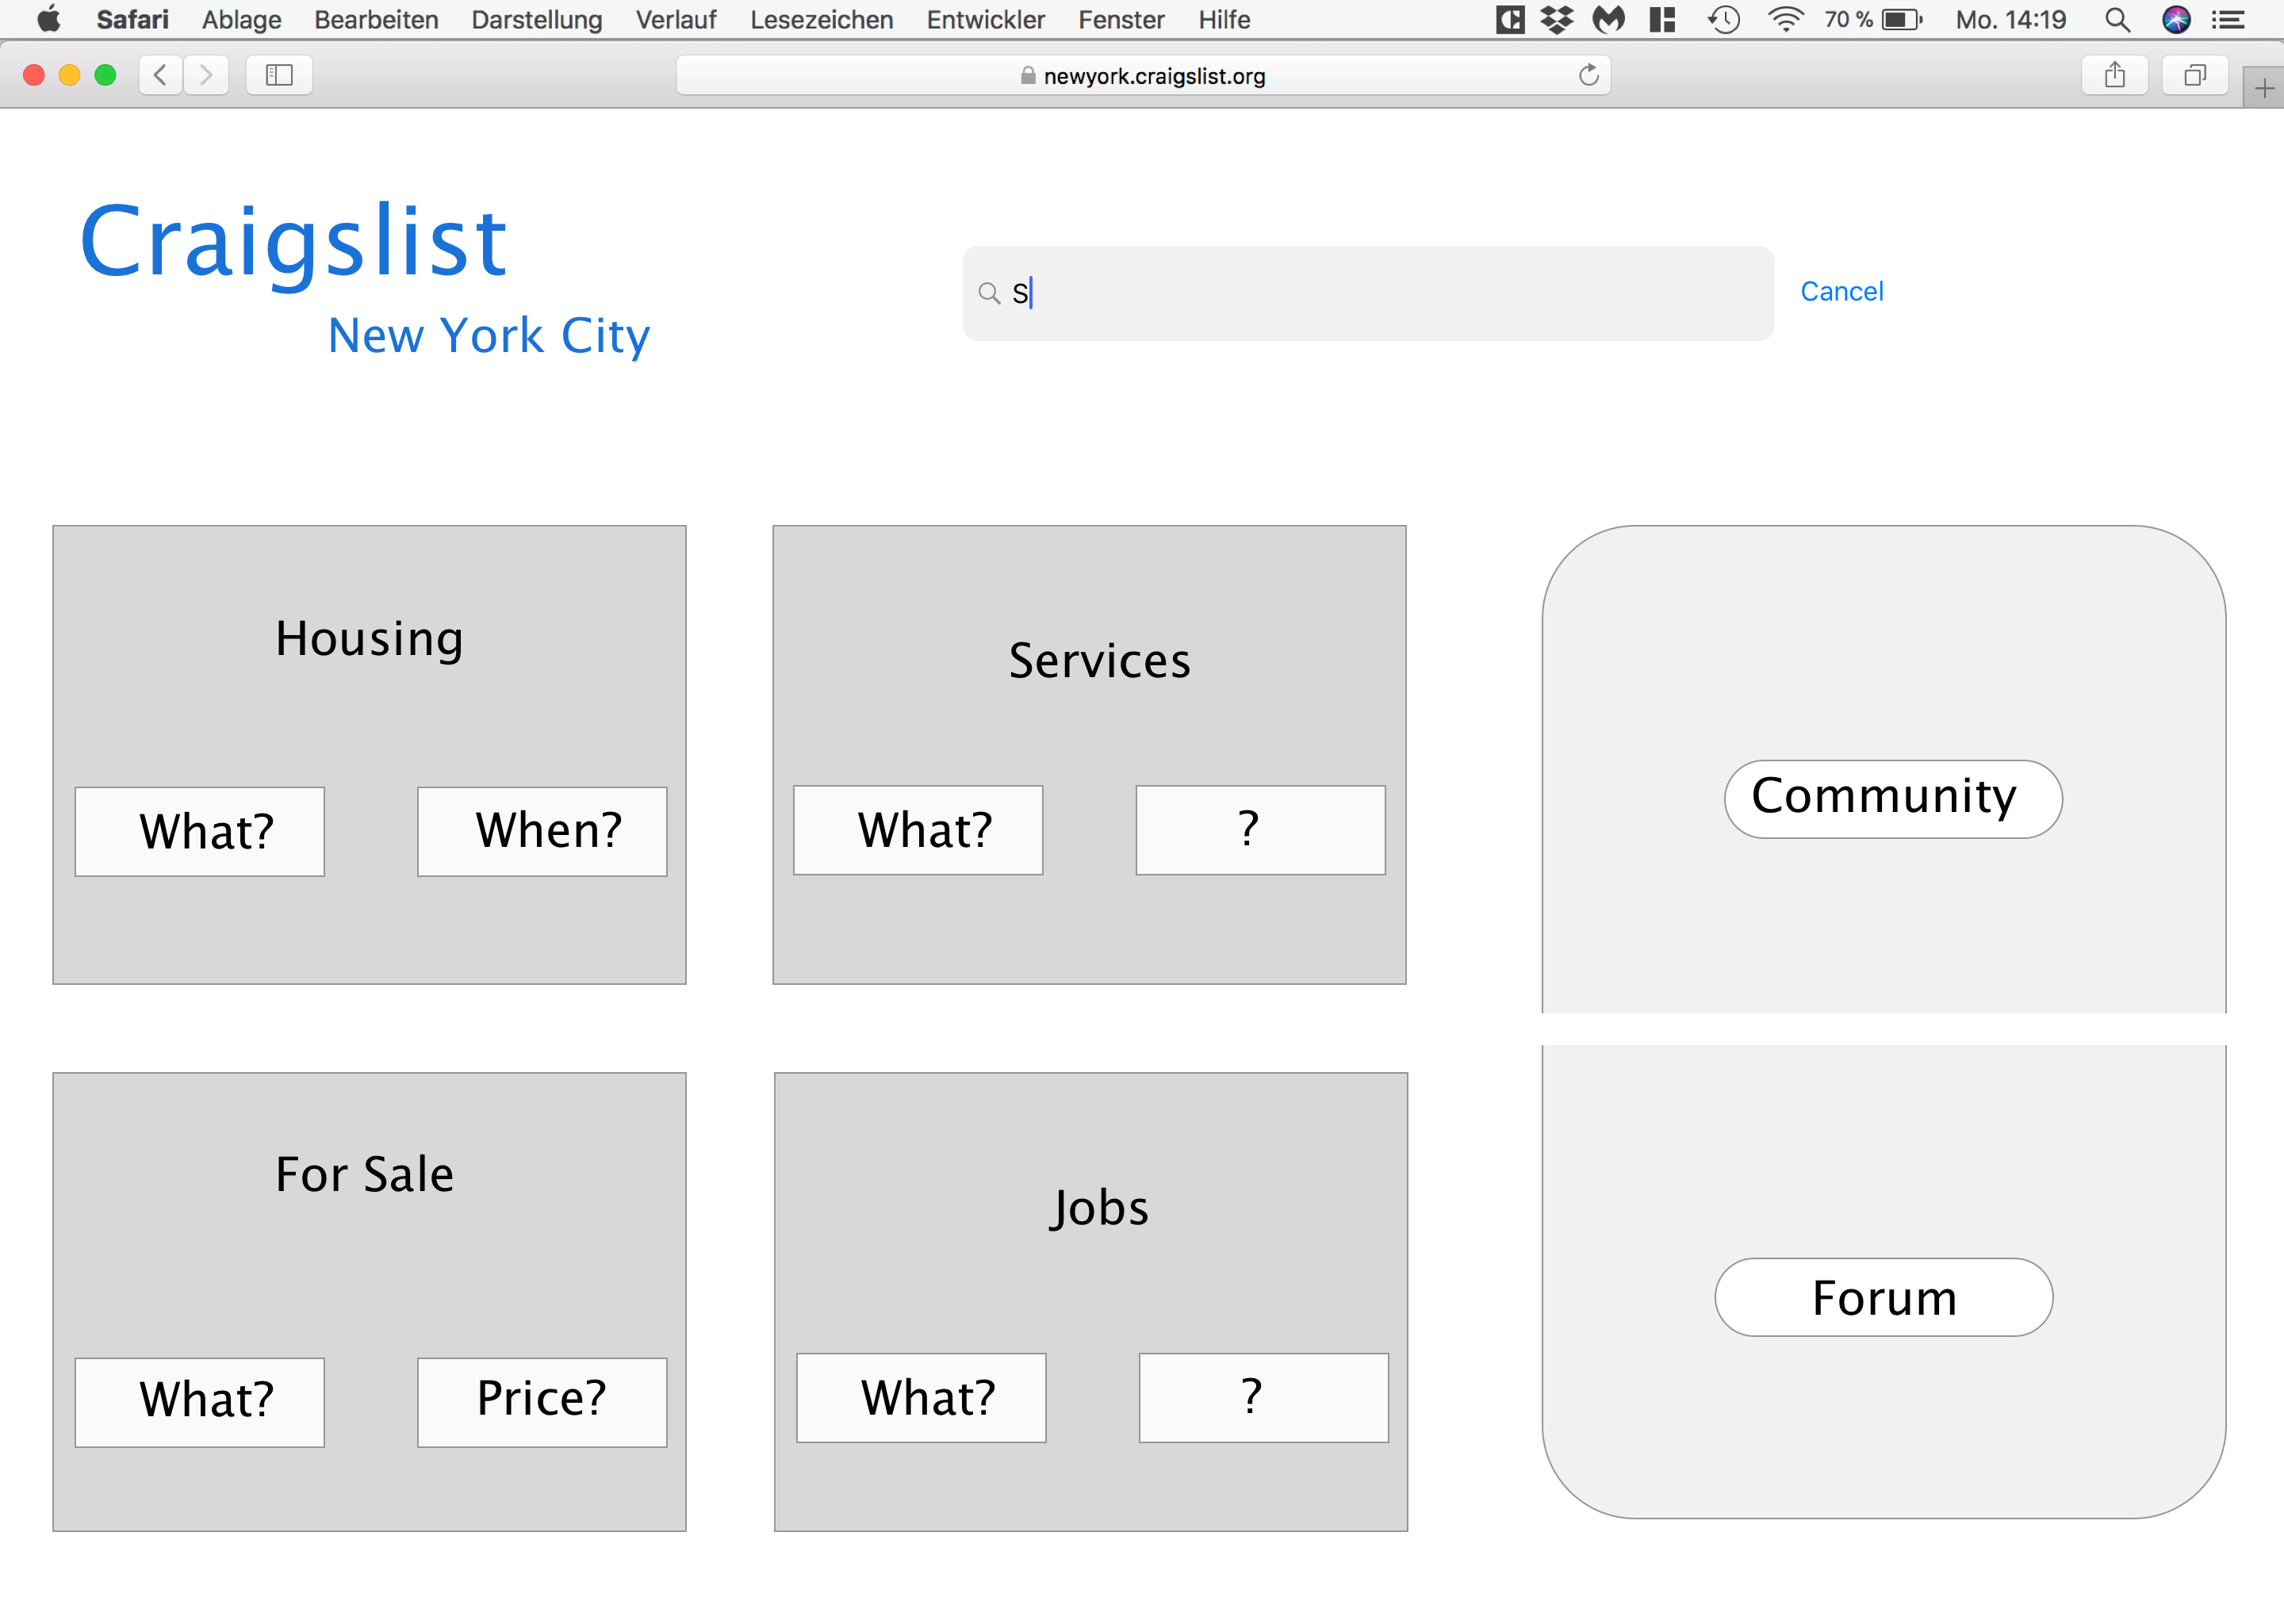 Safari Ablage Bearbeiten Darstellung Verlauf Lesezeichen Entwickler Fenster Hilfe 70 % Mo. 14:19
newyork.craigslist.org
Craigslist
New York City
S
Cancel
Housing
What? When?
Services
What? ?
Community
For Sale
What? Price?
Jobs
What? ?
Forum